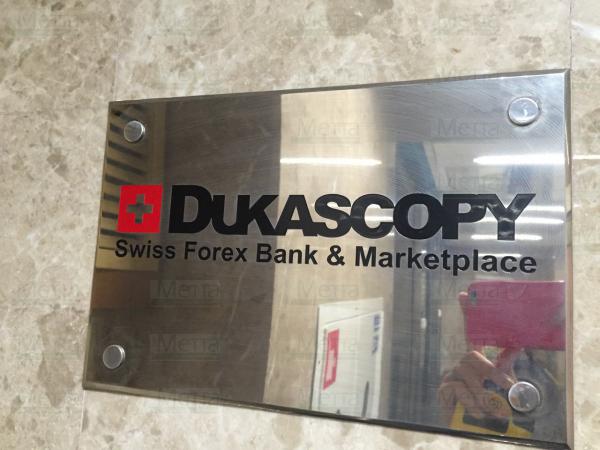 DUKASCOPY
Swiss Forex Bank & Marketplace